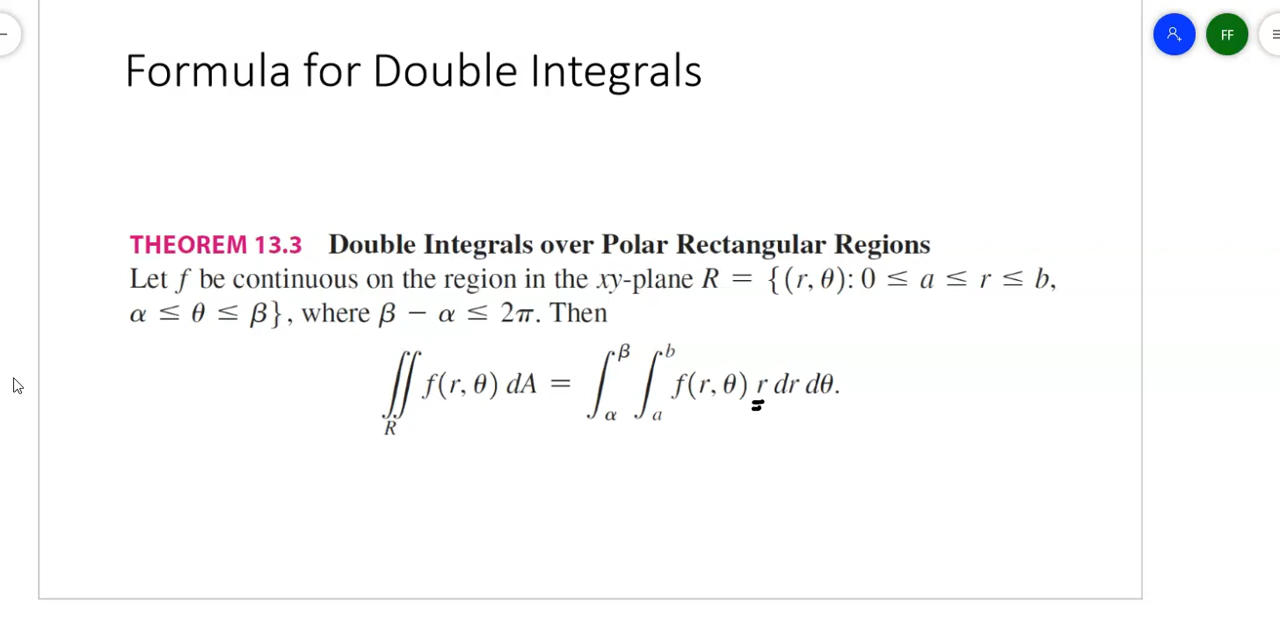 Formula for Double Integrals
FF
THEOREM 13.3 Double Integrals over Polar Rectangular Regions
Let f be continuous on the region in the xy-plane R = {(r, θ): 0 ≤ a ≤ r ≤ b,
α ≤ θ ≤ β}, where β − α ≤ 2π. Then
∬_R f(r, θ) dA = ∫_α^β ∫_a^b f(r, θ) r dr dθ.